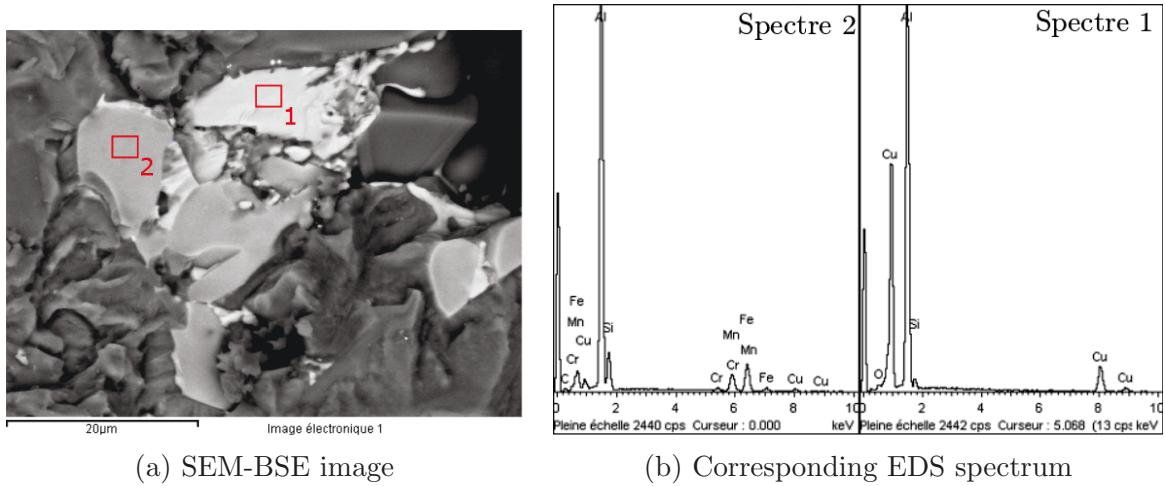 1
2
20µm
Image électronique 1
(a) SEM-BSE image
Spectre 2
Al
Fe
Mn
Cu
Si
Cr
C
Fe
Mn
Mn
Cr
Cr
Fe
Cu
Cu
0 2 4 6 8 10
Pleine échelle 2440 cps Curseur : 0.000 keV
Spectre 1
Al
Cu
Si
O
Cu
Cu
0 2 4 6 8 10
Pleine échelle 2442 cps Curseur : 5.068 (13 cps keV
(b) Corresponding EDS spectrum